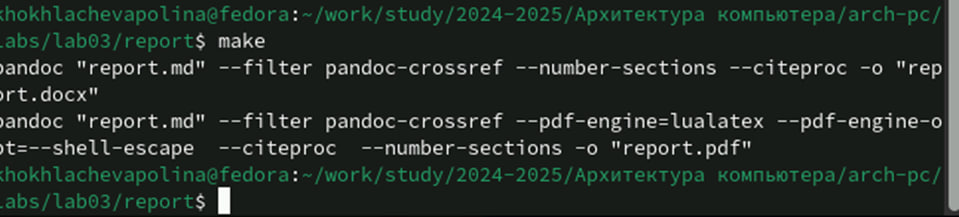 khokhlachevapolina@fedora:~/work/study/2024-2025/Архитектура компьютера/arch-pc/
labs/lab03/report$ make
pandoc "report.md" --filter pandoc-crossref --number-sections --citeproc -o "rep
ort.docx"
pandoc "report.md" --filter pandoc-crossref --pdf-engine=lualatex --pdf-engine-o
pt=--shell-escape  --citeproc  --number-sections -o "report.pdf"
khokhlachevapolina@fedora:~/work/study/2024-2025/Архитектура компьютера/arch-pc/
labs/lab03/report$